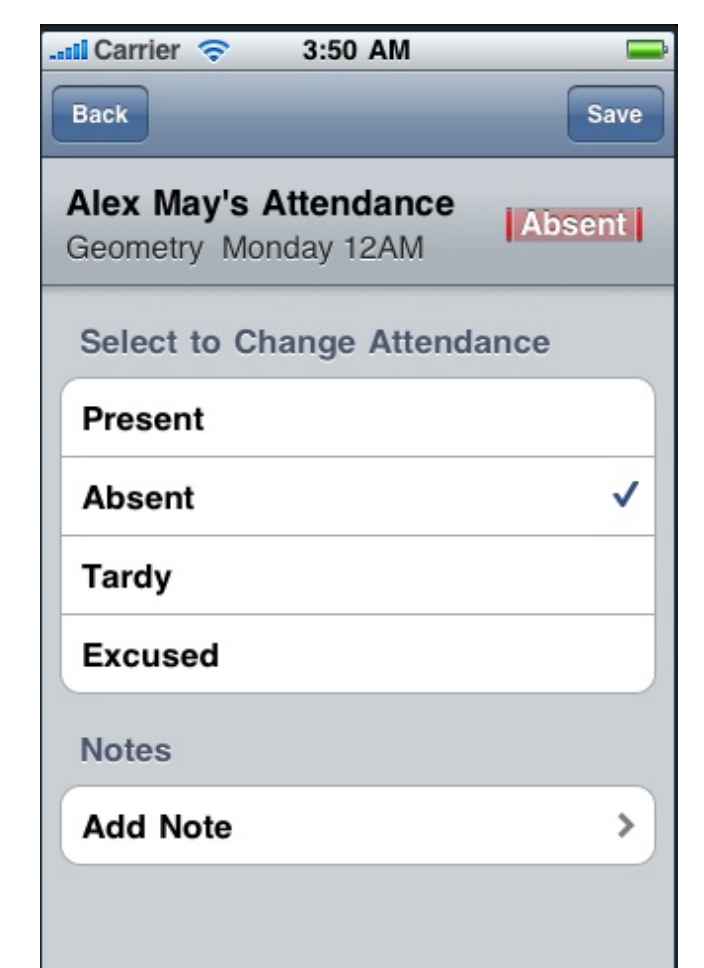 Carrier 3:50 AM
Back Save
Alex May's Attendance
Absent
Geometry Monday 12AM
Select to Change Attendance
Present
Absent
Tardy
Excused
Notes
Add Note